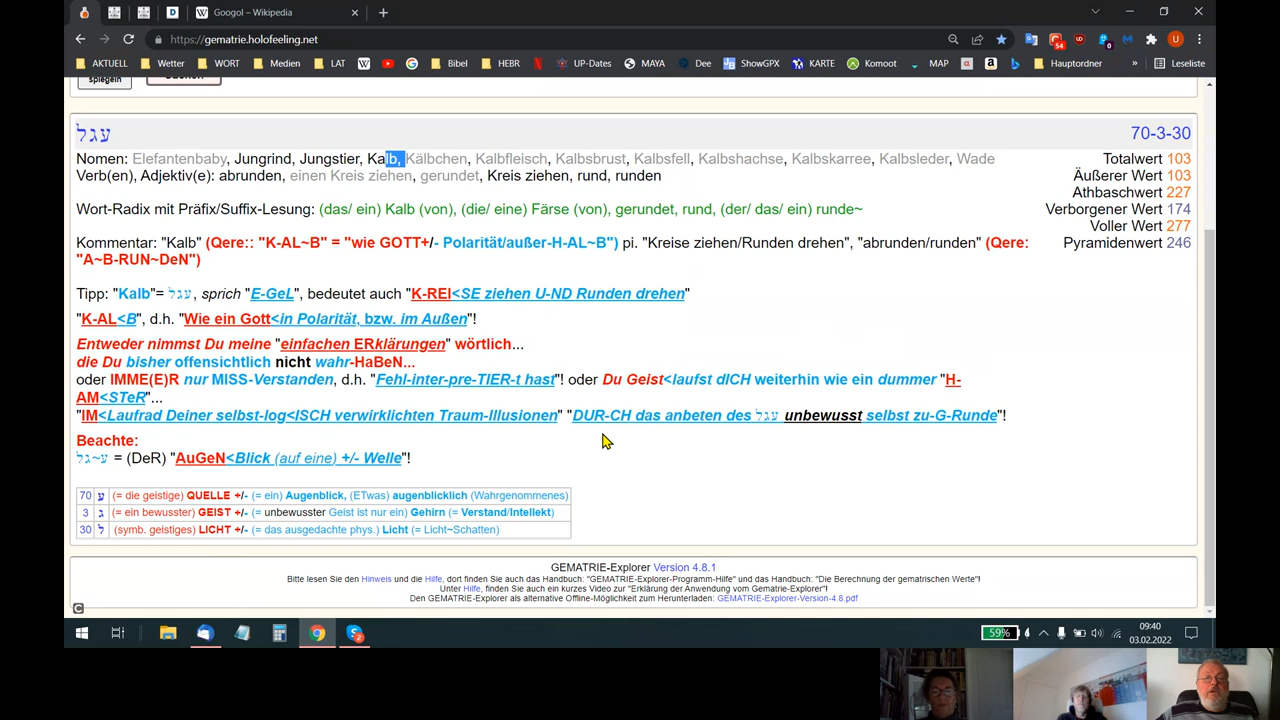 Googol – Wikipedia
https://gematrie.holofeeling.net
54
0
U
AKTUELL Wetter WORT Medien LAT Bibel HEBR UP-Dates MAYA Dee ShowGPX KARTE Komoot MAP Hauptordner » Leseliste
spiegeln
עגל 70-3-30
Nomen: Elefantenbaby, Jungrind, Jungstier, Kalb, Kälbchen, Kalbfleisch, Kalbsbrust, Kalbsfell, Kalbshachse, Kalbskarree, Kalbsleder, Wade
Totalwert 103
Verb(en), Adjektiv(e): abrunden, einen Kreis ziehen, gerundet, Kreis ziehen, rund, runden
Äußerer Wert 103
Athbaschwert 227
Wort-Radix mit Präfix/Suffix-Lesung: (das/ ein) Kalb (von), (die/ eine) Färse (von), gerundet, rund, (der/ das/ ein) runde~
Verborgener Wert 174
Voller Wert 277
Kommentar: "Kalb" (Qere:: "K-AL~B" = "wie GOTT+/- Polarität/außer-H-AL~B") pi. "Kreise ziehen/Runden drehen", "abrunden/runden" (Qere:
Pyramidenwert 246
"A~B-RUN~DeN")
Tipp: "Kalb"= עגל, sprich "E-GeL", bedeutet auch "K-REI<SE ziehen U-ND Runden drehen"
"K-AL<B", d.h. "Wie ein Gott<in Polarität, bzw. im Außen"!
Entweder nimmst Du meine "einfachen ERklärungen" wörtlich...
die Du bisher offensichtlich nicht wahr-HaBeN...
oder IMME(E)R nur MISS-Verstanden, d.h. "Fehl-inter-pre-TIER-t hast"! oder Du Geist<laufst dICH weiterhin wie ein dummer "H-
AM<STeR"...
"IM<Laufrad Deiner selbst-log<ISCH verwirklichten Traum-Illusionen" "DUR-CH das anbeten des עגל unbewusst selbst zu-G-Runde"!
Beachte:
ע~גל = (DeR) "AuGeN<Blick (auf eine) +/- Welle"!
70 ע (= die geistige) QUELLE +/- (= ein) Augenblick, (ETwas) augenblicklich (Wahrgenommenes)
3 ג (= ein bewusster) GEIST +/- (= unbewusster Geist ist nur ein) Gehirn (= Verstand/Intellekt)
30 ל (symb. geistiges) LICHT +/- (= das ausgedachte phys.) Licht (= Licht~Schatten)
GEMATRIE-Explorer Version 4.8.1
Bitte lesen Sie den Hinweis und die Hilfe, dort finden Sie auch das Handbuch: "GEMATRIE-Explorer-Programm-Hilfe" und das Handbuch: "Die Berechnung der gematrischen Werte"!
Unter Hilfe, finden Sie auch ein kurzes Video zur "Erklärung der Anwendung vom Gematrie-Explorer"!
Den GEMATRIE-Explorer als alternative Offline-Möglichkeit zum Herunterladen: GEMATRIE-Explorer-Version-4.8.pdf
59%
09:40
03.02.2022